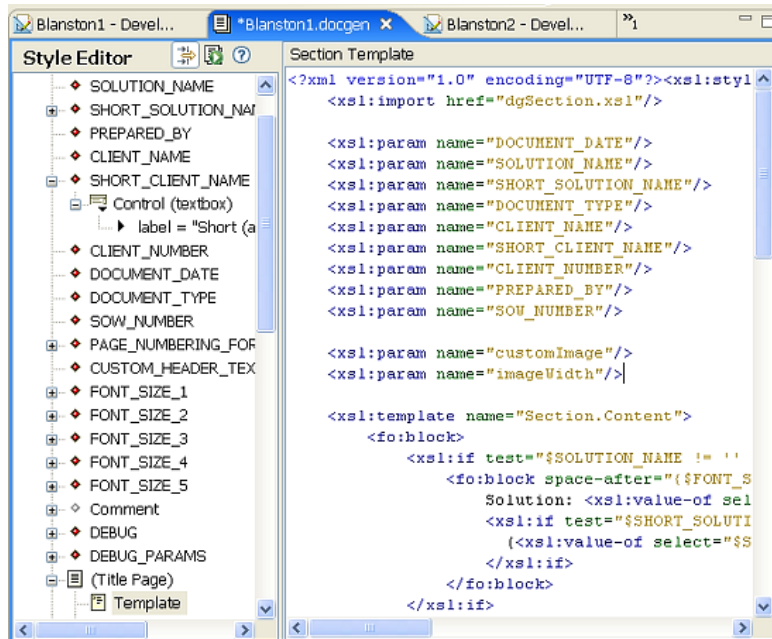 Blanston1 - Devel...
*Blanston1.docgen
Blanston2 - Devel...
»1
Style Editor
SOLUTION_NAME
SHORT_SOLUTION_NA
PREPARED_BY
CLIENT_NAME
SHORT_CLIENT_NAME
Control (textbox)
label = "Short (a
CLIENT_NUMBER
DOCUMENT_DATE
DOCUMENT_TYPE
SOW_NUMBER
PAGE_NUMBERING_FOR
CUSTOM_HEADER_TEX
FONT_SIZE_1
FONT_SIZE_2
FONT_SIZE_3
FONT_SIZE_4
FONT_SIZE_5
Comment
DEBUG
DEBUG_PARAMS
(Title Page)
Template
Section Template
<?xml version="1.0" encoding="UTF-8"?><xsl:styl
<xsl:import href="dgSection.xsl"/>
<xsl:param name="DOCUMENT_DATE"/>
<xsl:param name="SOLUTION_NAME"/>
<xsl:param name="SHORT_SOLUTION_NAME"/>
<xsl:param name="DOCUMENT_TYPE"/>
<xsl:param name="CLIENT_NAME"/>
<xsl:param name="SHORT_CLIENT_NAME"/>
<xsl:param name="CLIENT_NUMBER"/>
<xsl:param name="PREPARED_BY"/>
<xsl:param name="SOW_NUMBER"/>
<xsl:param name="customImage"/>
<xsl:param name="imageWidth"/>
<xsl:template name="Section.Content">
<fo:block>
<xsl:if test="$SOLUTION_NAME != ''
<fo:block space-after="{$FONT_S
Solution: <xsl:value-of sel
<xsl:if test="$SHORT_SOLUTI
(<xsl:value-of select="$S
</xsl:if>
</fo:block>
</xsl:if>